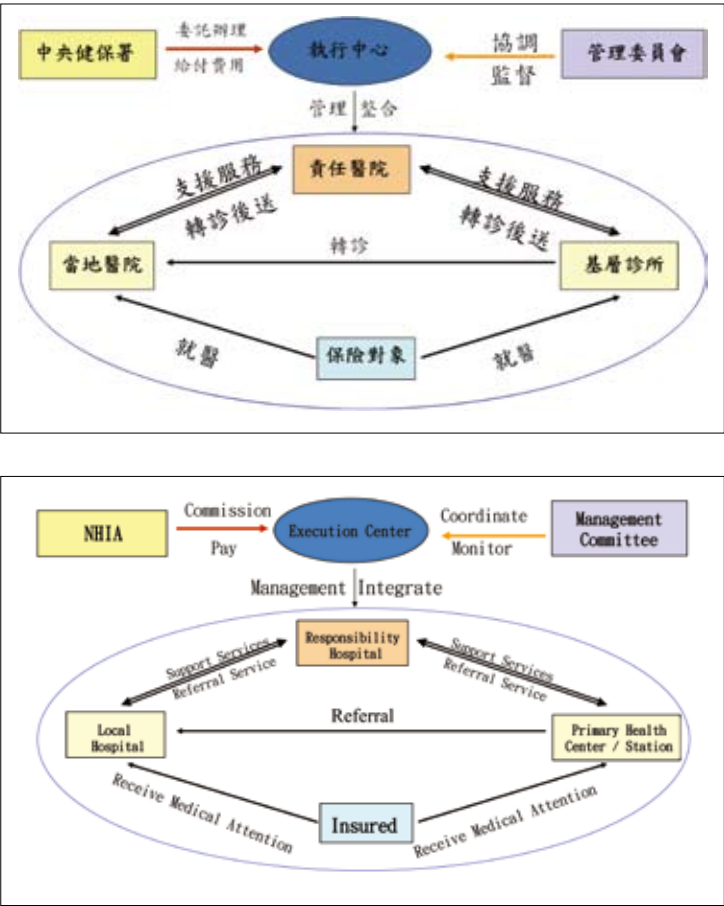 委託辦理
中央健保署
給付費用
執行中心
協調
監督
管理委員會
管理 整合
責任醫院
支援服務
轉診後送
支援服務
轉診後送
當地醫院
轉診
基層診所
就醫
保險對象
就醫
Commission
NHIA
Pay
Execution Center
Coordinate
Monitor
Management
Committee
Management Integrate
Responsibility
Hospital
Support Services
Referral Service
Support Services
Referral Service
Local
Hospital
Referral
Primary Health
Center / Station
Receive Medical Attention
Insured
Receive Medical Attention